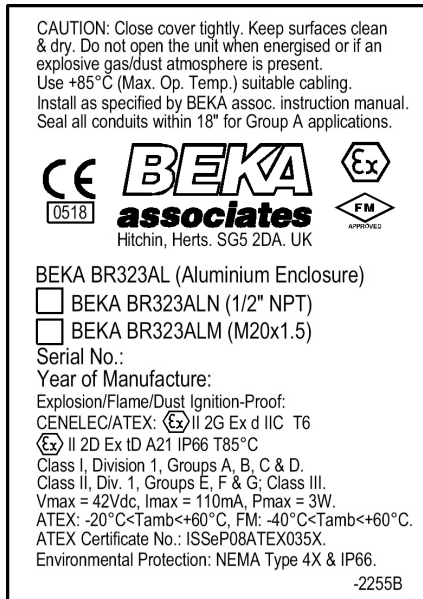 CAUTION: Close cover tightly. Keep surfaces clean
& dry. Do not open the unit when energised or if an
explosive gas/dust atmosphere is present.
Use +85°C (Max. Op. Temp.) suitable cabling.
Install as specified by BEKA assoc. instruction manual.
Seal all conduits within 18" for Group A applications.
CE
0518
BEKA
associates
Hitchin, Herts. SG5 2DA. UK
Ex
FM
APPROVED
BEKA BR323AL (Aluminium Enclosure)
BEKA BR323ALN (1/2" NPT)
BEKA BR323ALM (M20x1.5)
Serial No.:
Year of Manufacture:
Explosion/Flame/Dust Ignition-Proof:
CENELEC/ATEX: Ex II 2G Ex d IIC T6
Ex II 2D Ex tD A21 IP66 T85°C
Class I, Division 1, Groups A, B, C & D.
Class II, Div. 1, Groups E, F & G; Class III.
Vmax = 42Vdc, Imax = 110mA, Pmax = 3W.
ATEX: -20°C<Tamb<+60°C, FM: -40°C<Tamb<+60°C.
ATEX Certificate No.: ISSeP08ATEX035X.
Environmental Protection: NEMA Type 4X & IP66.
-2255B